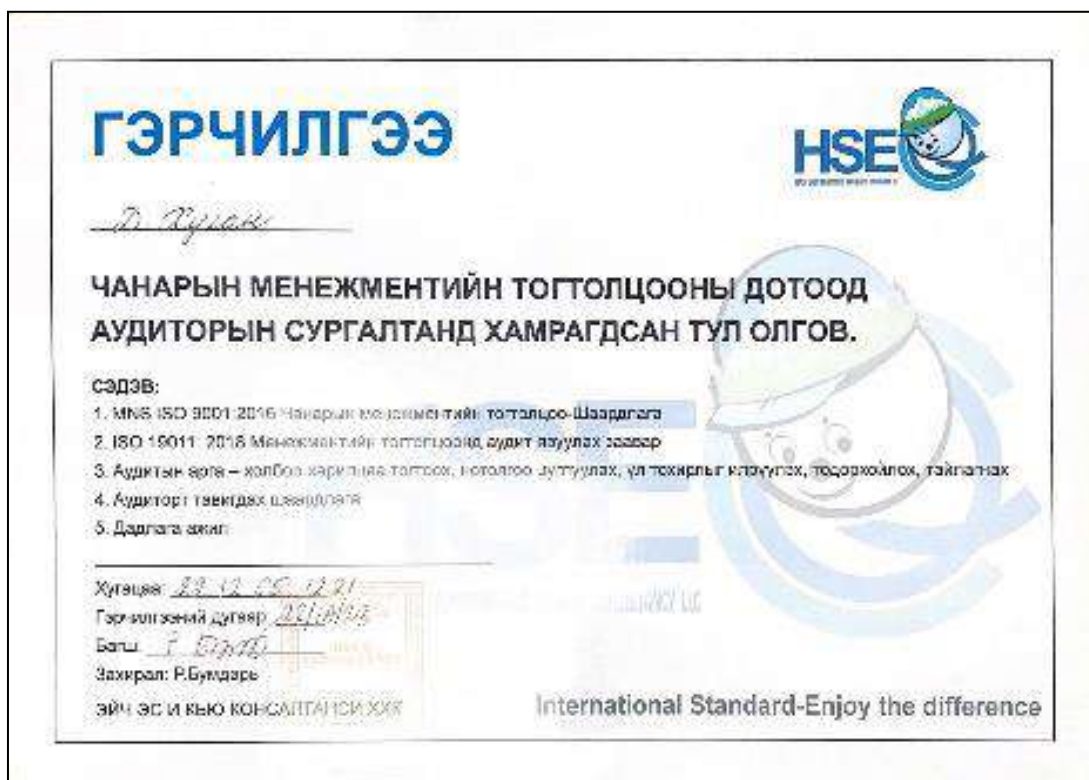 ГЭРЧИЛГЭЭ
HSEQ
Д. Хулан
ЧАНАРЫН МЕНЕЖМЕНТИЙН ТОГТОЛЦООНЫ ДОТООД
АУДИТОРЫН СУРГАЛТАНД ХАМРАГДСАН ТУЛ ОЛГОВ.
СЭДЭВ:
1. MNS ISO 9001:2016 Чанарын менежментийн тогтолцоо-Шаардлага
2. ISO 19011:2018 Менежментийн тогтолцоонд аудит явуулах заавар
3. Аудитын арга – холбоо харилцаа тогтоох, нотолгоо цуглуулах, үл тохирлыг илрүүлэх, тодорхойлох, тайлагнах
4. Аудиторт тавигдах шаардлага
5. Дадлага ажил
Хугацаа:
Гэрчилгээний дугаар:
Багш:
Захирал: Р.Бумдарь
ЭЙЧ ЭС И КЬЮ КОНСАЛТАНСИ ХХК
International Standard-Enjoy the difference